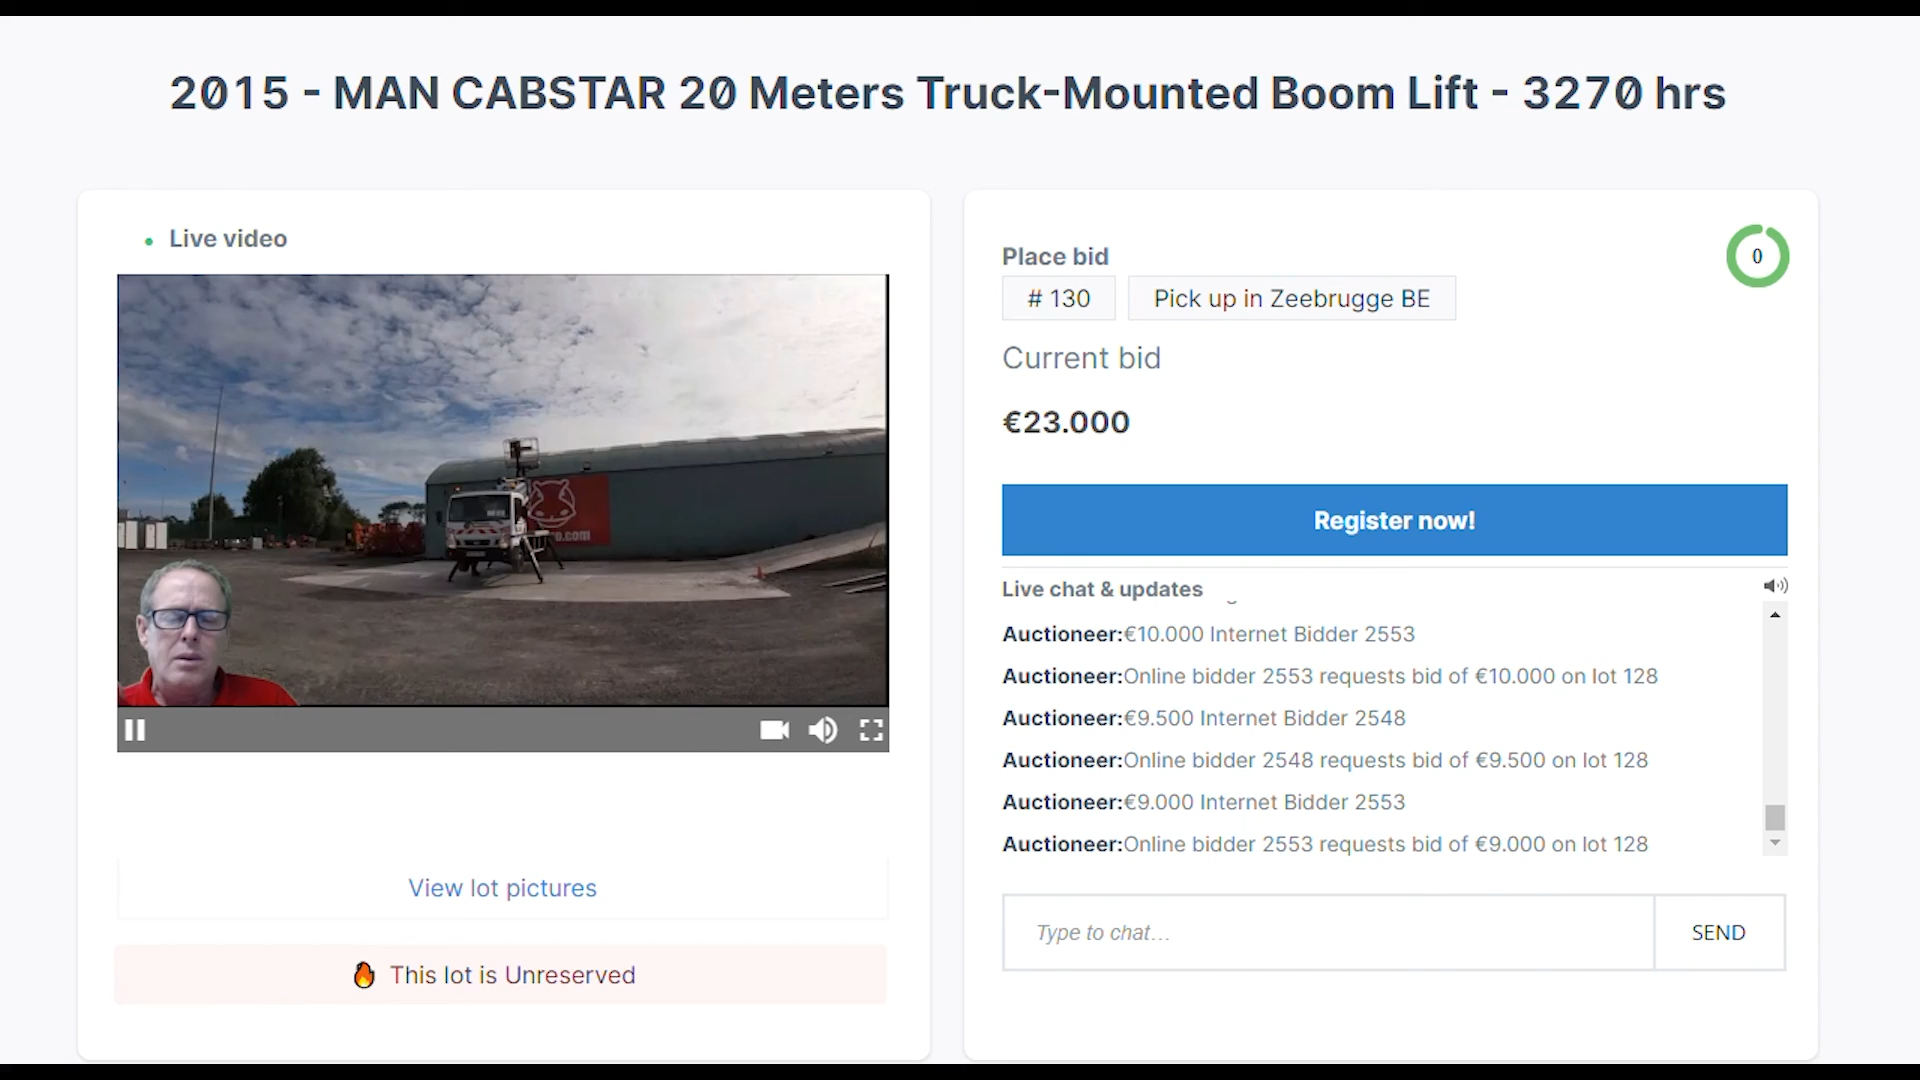 2015 - MAN CABSTAR 20 Meters Truck-Mounted Boom Lift - 3270 hrs
Live video
View lot pictures
This lot is Unreserved
Place bid
0
# 130
Pick up in Zeebrugge BE
Current bid
€23.000
Register now!
Live chat & updates
Auctioneer:€10.000 Internet Bidder 2553
Auctioneer:Online bidder 2553 requests bid of €10.000 on lot 128
Auctioneer:€9.500 Internet Bidder 2548
Auctioneer:Online bidder 2548 requests bid of €9.500 on lot 128
Auctioneer:€9.000 Internet Bidder 2553
Auctioneer:Online bidder 2553 requests bid of €9.000 on lot 128
Type to chat...
SEND